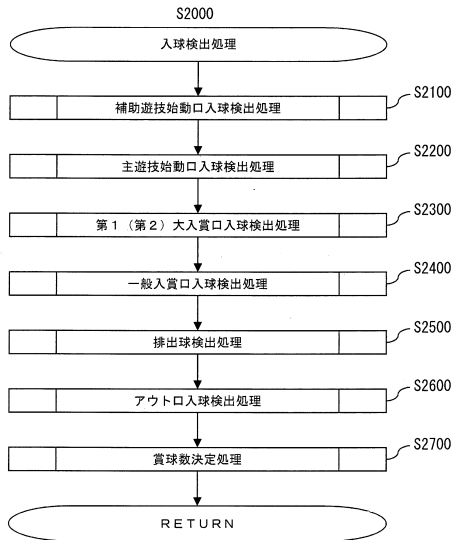 S2000
入球検出処理
補助遊技始動口入球検出処理
S2100
主遊技始動口入球検出処理
S2200
第1(第2)大入賞口入球検出処理
S2300
一般入賞口入球検出処理
S2400
排出球検出処理
S2500
アウト口入球検出処理
S2600
賞球数決定処理
S2700
RETURN